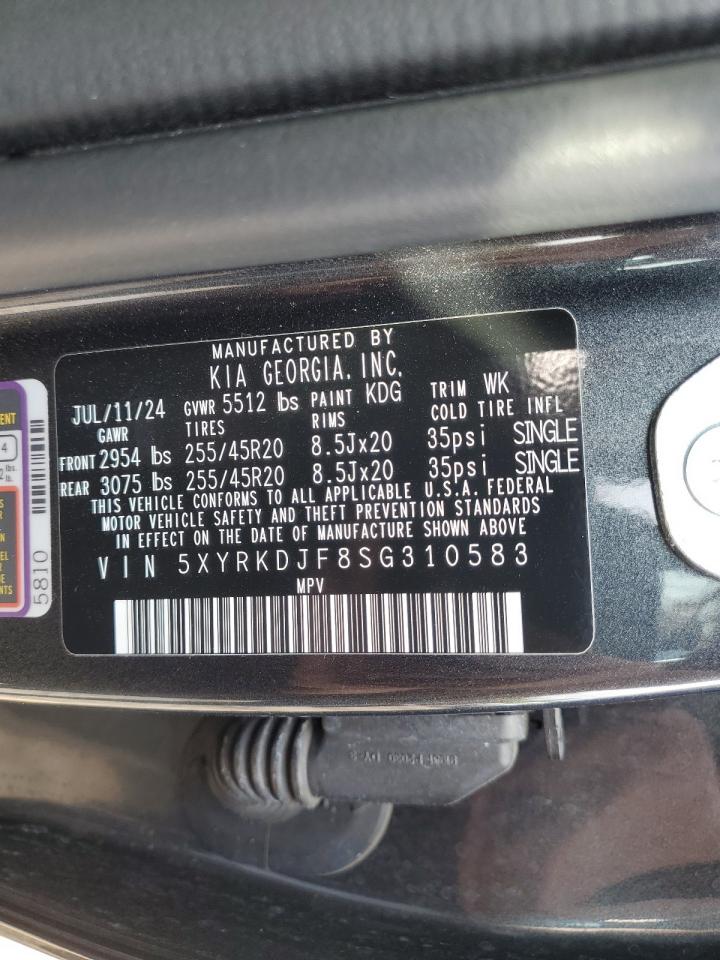 MANUFACTURED BY
KIA GEORGIA. INC.
JUL/11/24 GVWR 5512 lbs PAINT KDG TRIM WK
GAWR TIRES RIMS COLD TIRE INFL
FRONT 2954 lbs 255/45R20 8.5Jx20 35psi SINGLE
REAR 3075 lbs 255/45R20 8.5Jx20 35psi SINGLE
THIS VEHICLE CONFORMS TO ALL APPLICABLE U.S.A. FEDERAL
MOTOR VEHICLE SAFETY AND THEFT PREVENTION STANDARDS
IN EFFECT ON THE DATE OF MANUFACTURE SHOWN ABOVE
VIN 5XYRKDJF8SG310583
MPV
4
5810